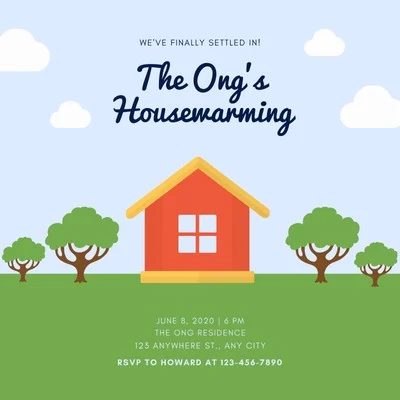 WE'VE FINALLY SETTLED IN!
The Ong's
Housewarming
JUNE 8, 2020 | 6 PM
THE ONG RESIDENCE
123 ANYWHERE ST., ANY CITY
RSVP TO HOWARD AT 123-456-7890